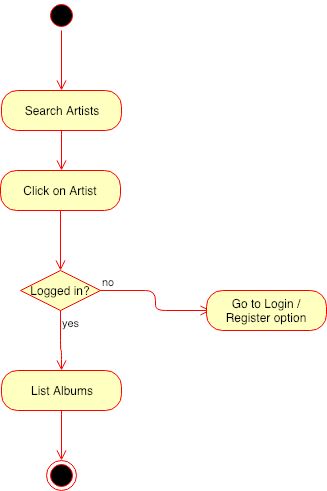 Search Artists
Click on Artist
Logged in?
no
Go to Login /
Register option
yes
List Albums